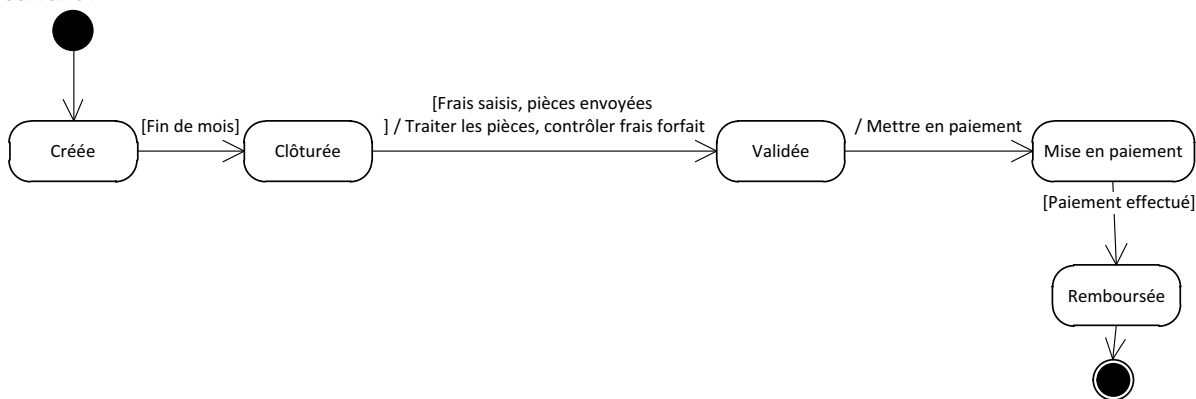 [Frais saisis, pièces envoyées
[Fin de mois]
] / Traiter les pièces, contrôler frais forfait
/ Mettre en paiement
Créée
Clôturée
Validée
Mise en paiement
[Paiement effectué]
Remboursée